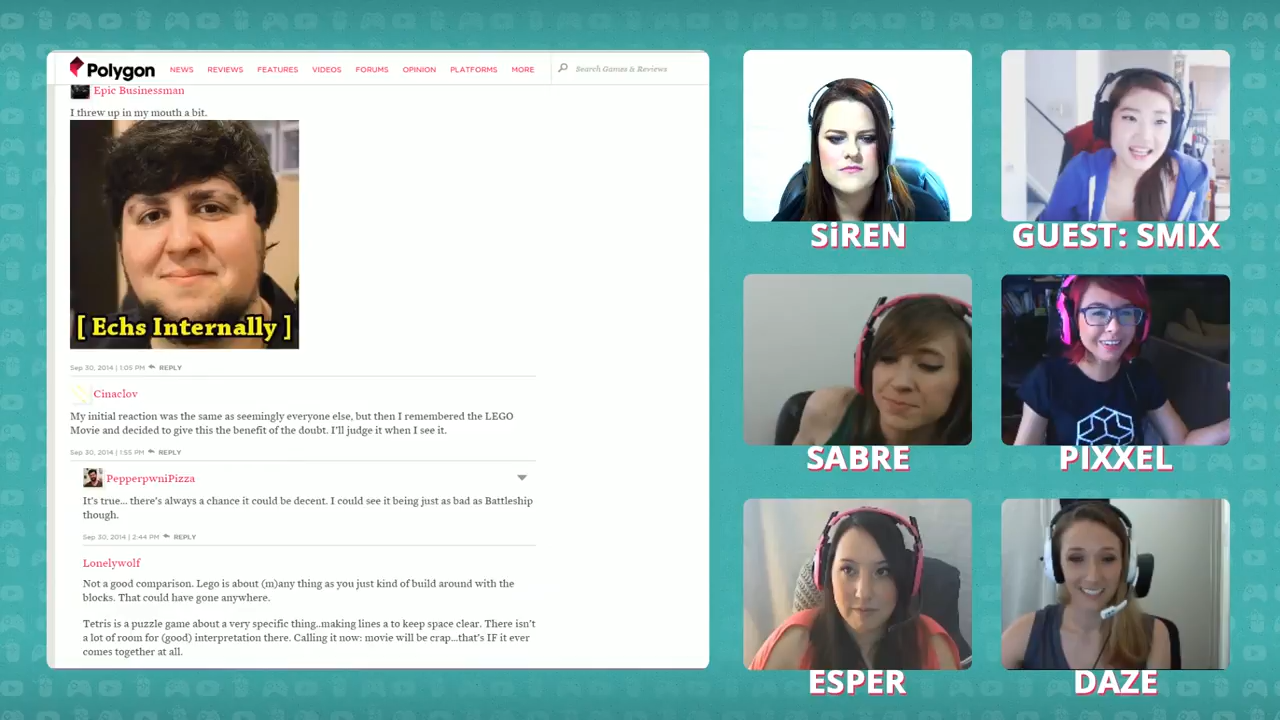 Polygon
NEWS REVIEWS FEATURES VIDEOS FORUMS OPINION PLATFORMS MORE Search Games & Reviews
Epic Businessman
I threw up in my mouth a bit.
[ Echs Internally ]
Sep 30, 2014 | 1:05 PM REPLY
Cinaclov
My initial reaction was the same as seemingly everyone else, but then I remembered the LEGO
Movie and decided to give this the benefit of the doubt. I'll judge it when I see it.
Sep 30, 2014 | 1:55 PM REPLY
PepperpwniPizza
It's true... there's always a chance it could be decent. I could see it being just as bad as Battleship
though.
Sep 30, 2014 | 2:44 PM REPLY
Lonelywolf
Not a good comparison. Lego is about (m)any thing as you just kind of build around with the
blocks. That could have gone anywhere.
Tetris is a puzzle game about a very specific thing..making lines a to keep space clear. There isn't
a lot of room for (good) interpretation there. Calling it now: movie will be crap...that's IF it ever
comes together at all.
SiREN
GUEST: SMIX
SABRE
PIXXEL
ESPER
DAZE